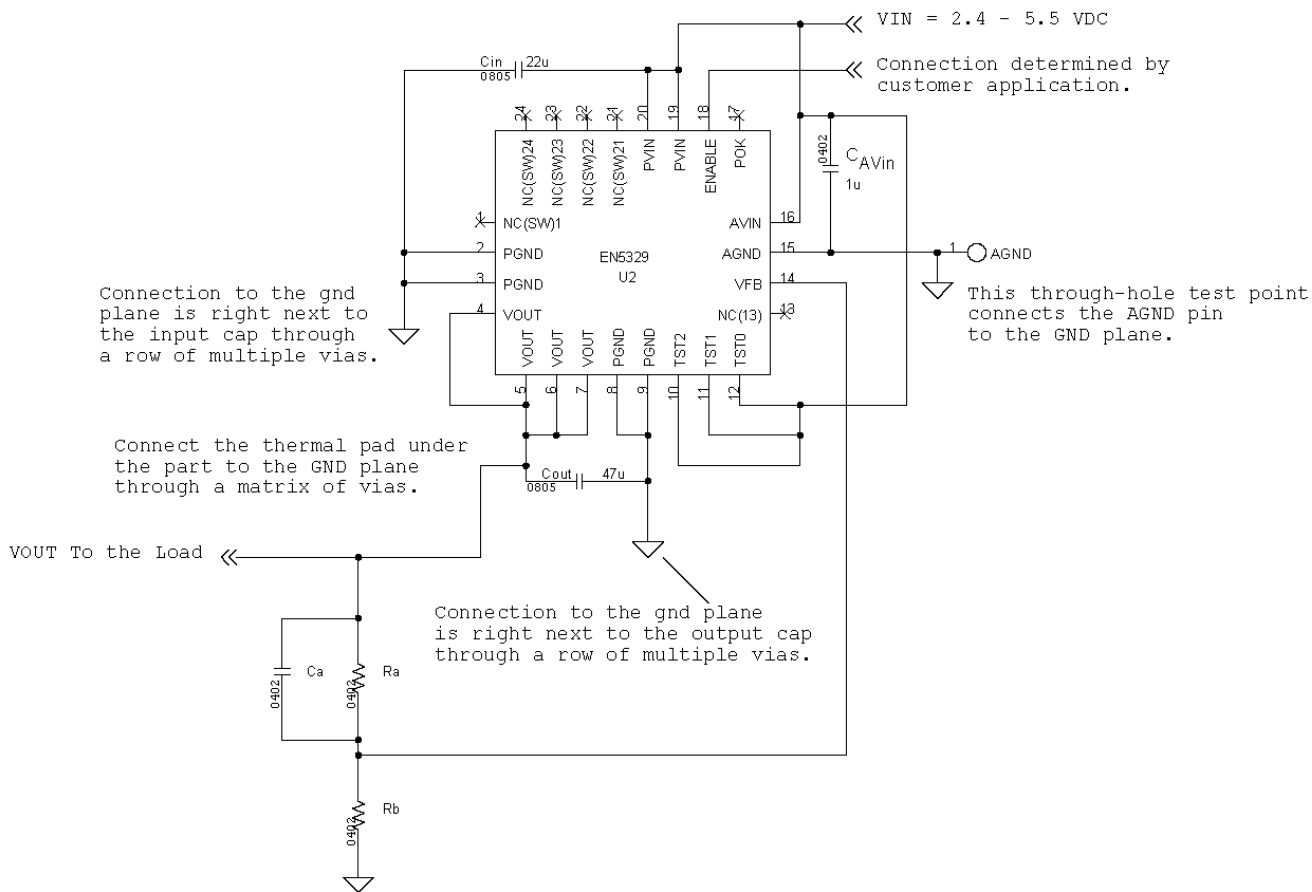 VIN = 2.4 - 5.5 VDC
Connection determined by
customer application.
Cin
22u
0805
24
23
22
21
20
19
18
17
NC(SW)24
NC(SW)23
NC(SW)22
NC(SW)21
PVIN
PVIN
ENABLE
POK
0402
CAVin
1u
1
NC(SW)1
AVIN
16
2
PGND
EN5329
AGND
15
1
AGND
3
PGND
U2
VFB
14
4
VOUT
NC(13)
13
Connection to the gnd
plane is right next to
the input cap through
a row of multiple vias.
This through-hole test point
connects the AGND pin
to the GND plane.
VOUT
VOUT
VOUT
PGND
PGND
TST2
TST1
TST0
5
6
7
8
9
10
11
12
Connect the thermal pad under
the part to the GND plane
through a matrix of vias.
Cout
47u
0805
VOUT To the Load
Connection to the gnd plane
is right next to the output cap
through a row of multiple vias.
Ca
0402
Ra
0402
Rb
0402